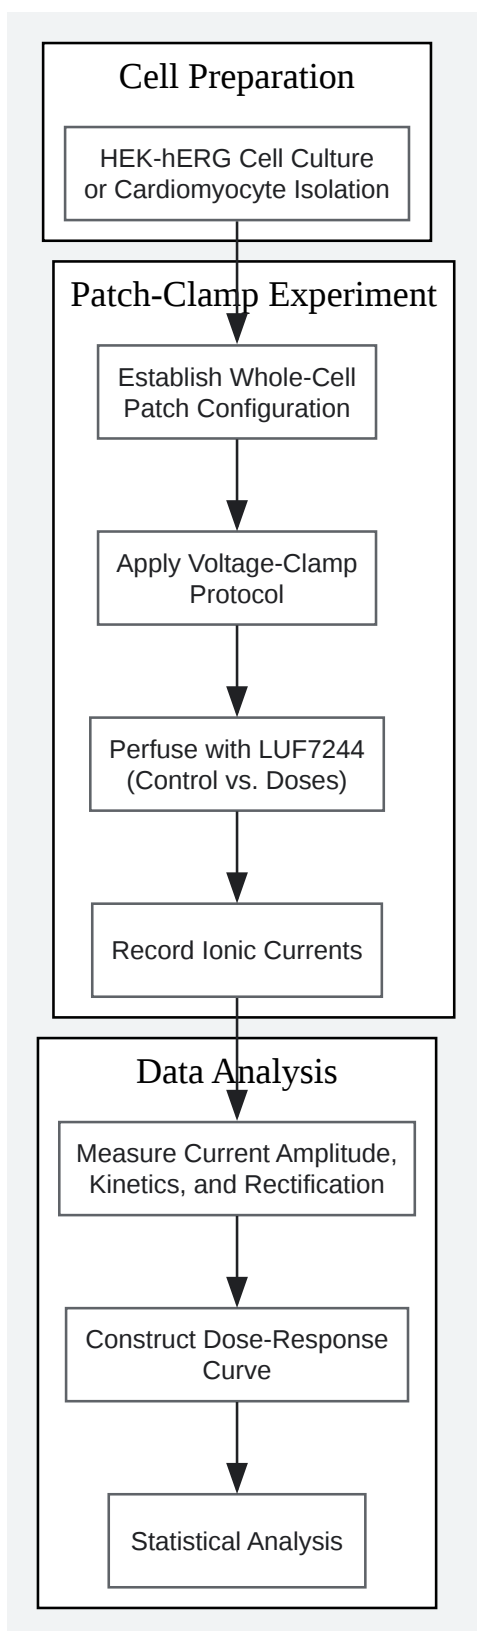 Cell Preparation
HEK-hERG Cell Culture
or Cardiomyocyte Isolation
Patch-Clamp Experiment
Establish Whole-Cell
Patch Configuration
Apply Voltage-Clamp
Protocol
Perfuse with LUF7244
(Control vs. Doses)
Record Ionic Currents
Data Analysis
Measure Current Amplitude,
Kinetics, and Rectification
Construct Dose-Response
Curve
Statistical Analysis